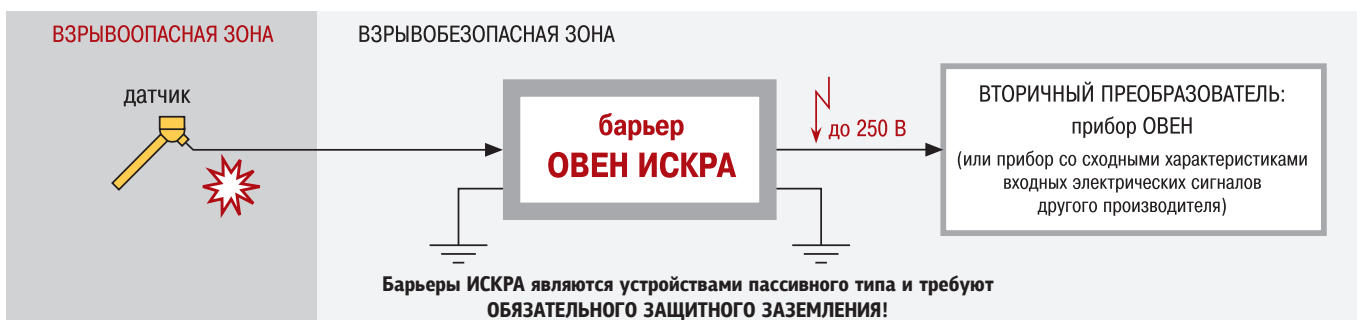 ВЗРЫВООПАСНАЯ ЗОНА
ВЗРЫВОБЕЗОПАСНАЯ ЗОНА
датчик
барьер
ОВЕН ИСКРА
до 250 В
ВТОРИЧНЫЙ ПРЕОБРАЗОВАТЕЛЬ:
прибор ОВЕН
(или прибор со сходными характеристиками
входных электрических сигналов
другого производителя)
Барьеры ИСКРА являются устройствами пассивного типа и требуют
ОБЯЗАТЕЛЬНОГО ЗАЩИТНОГО ЗАЗЕМЛЕНИЯ!